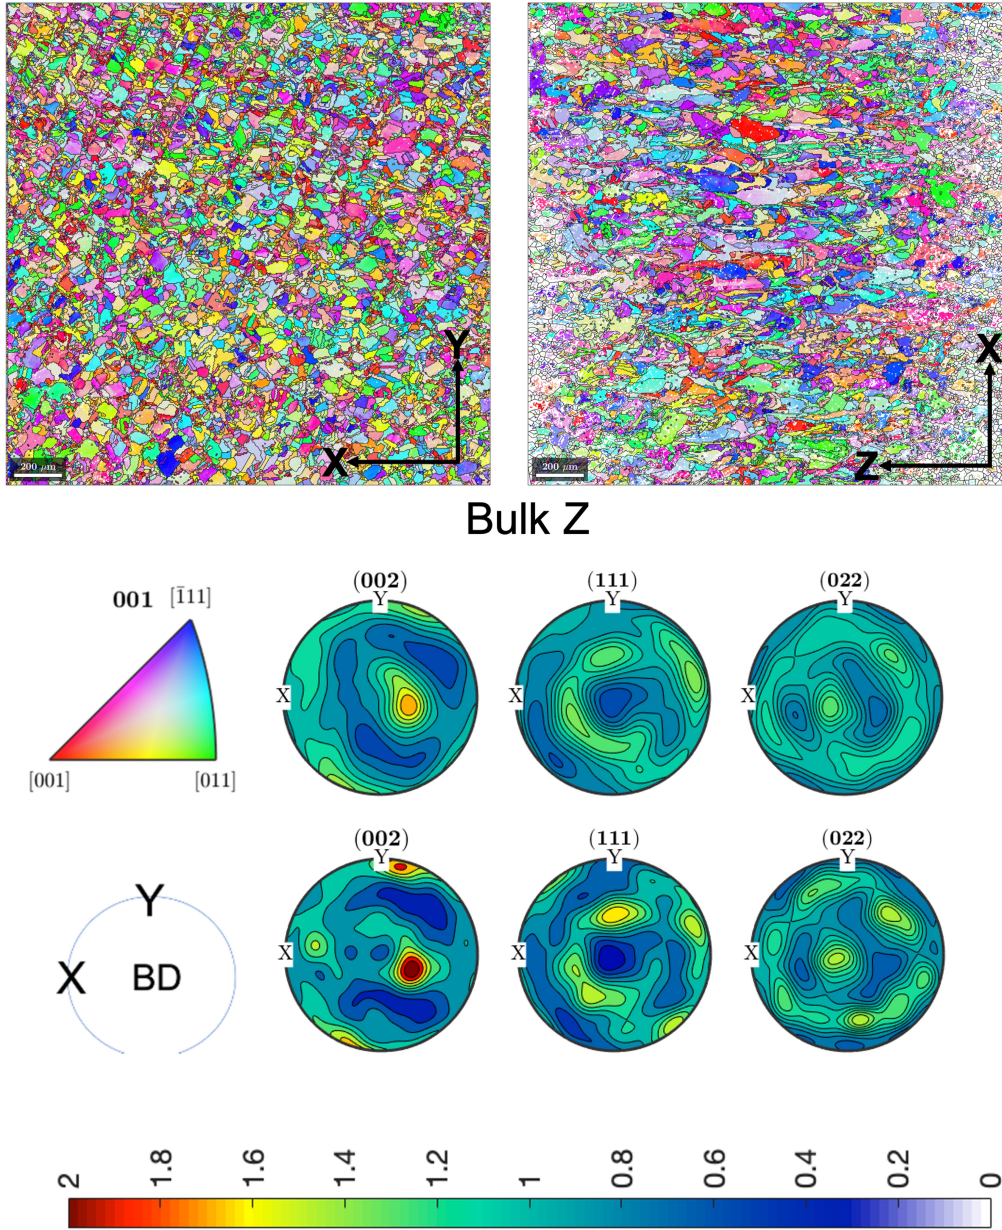 Y
X
200 μm
X
Z
200 μm
Bulk Z
001 [1̄11]
[001] [011]
(002) (111) (022)
Y Y Y
X X X
(002) (111) (022)
Y Y Y
X X X
Y
X BD
2 1.8 1.6 1.4 1.2 1 0.8 0.6 0.4 0.2 0